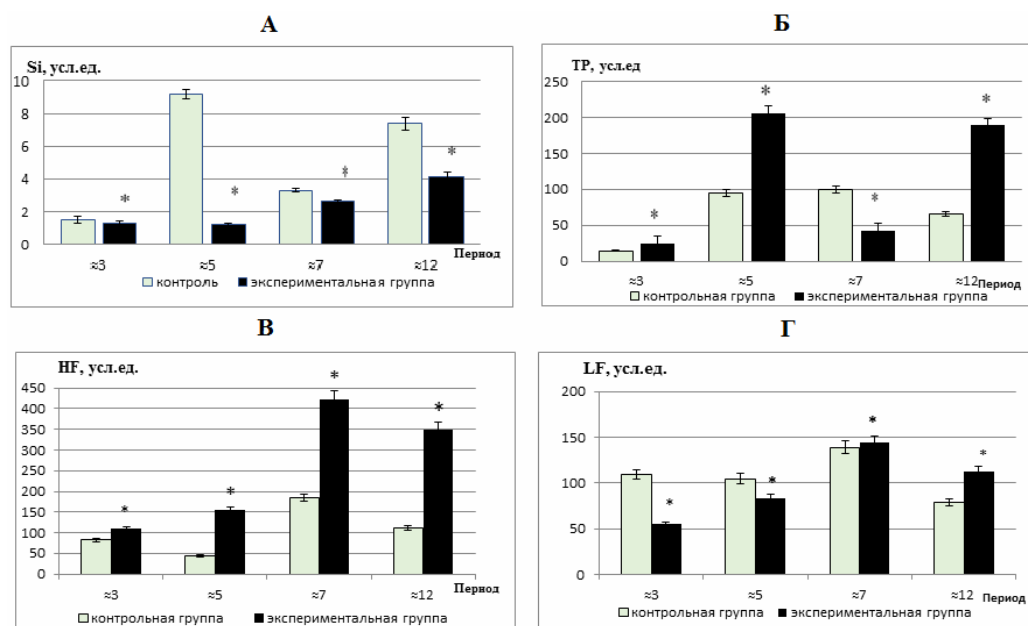 А
Si, усл.ед.
10
8
6
4
2
0
* * * *
≈3 ≈5 ≈7 ≈12 Период
контроль экспериментальная группа
Б
TP, усл.ед
250
200
150
100
50
0
* * * *
≈3 ≈5 ≈7 ≈12 Период
контрольная группа экспериментальная группа
В
HF, усл.ед.
450
400
350
300
250
200
150
100
50
0
* * * *
≈3 ≈5 ≈7 ≈12 Период
контрольная группа экспериментальная группа
Г
LF, усл.ед.
200
150
100
50
0
* * * *
≈3 ≈5 ≈7 ≈12 Период
контрольная группа экспериментальная группа